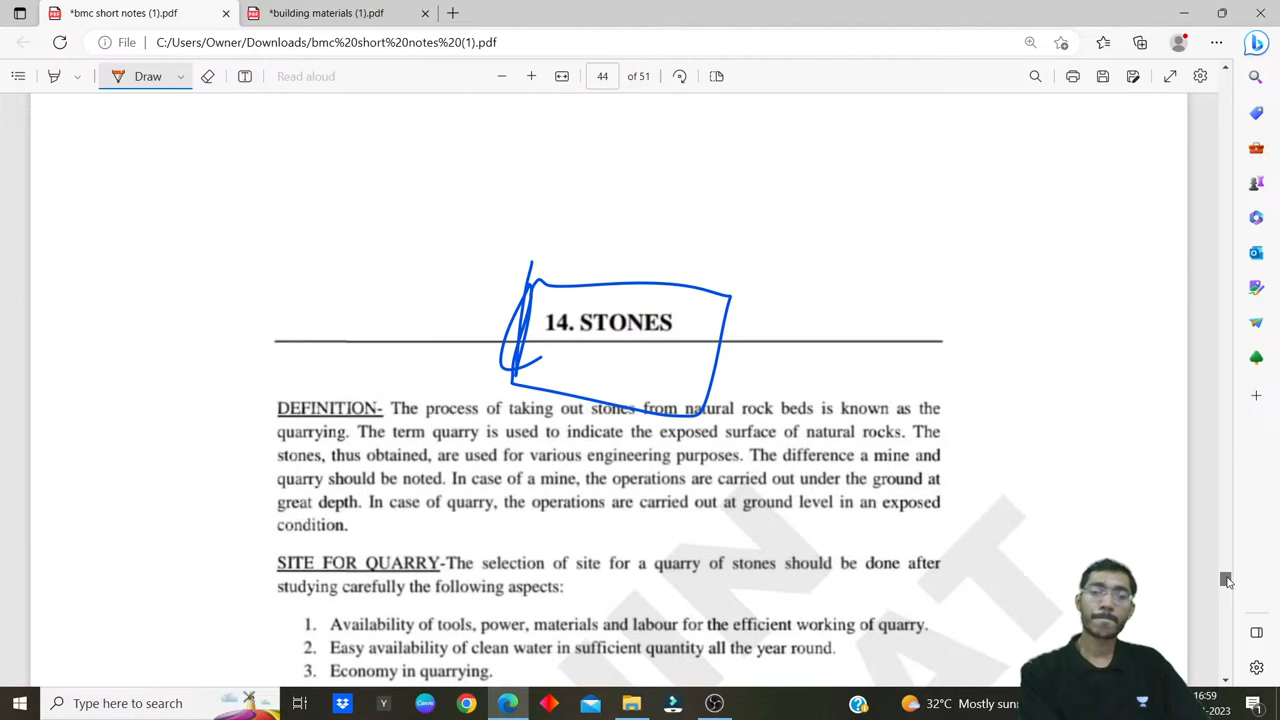 *bmc short notes (1).pdf
*building materials (1).pdf
File
C:/Users/Owner/Downloads/bmc%20short%20notes%20(1).pdf
Draw
Read aloud
44
of 51
14. STONES
DEFINITION- The process of taking out stones from natural rock beds is known as the
quarrying. The term quarry is used to indicate the exposed surface of natural rocks. The
stones, thus obtained, are used for various engineering purposes. The difference a mine and
quarry should be noted. In case of a mine, the operations are carried out under the ground at
great depth. In case of quarry, the operations are carried out at ground level in an exposed
condition.
SITE FOR QUARRY-The selection of site for a quarry of stones should be done after
studying carefully the following aspects:
1. Availability of tools, power, materials and labour for the efficient working of quarry.
2. Easy availability of clean water in sufficient quantity all the year round.
3. Economy in quarrying.
Type here to search
32°C Mostly sunn
16:59
-2023